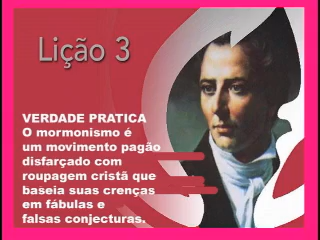 Lição 3
VERDADE PRATICA
O mormonismo é
um movimento pagão
disfarçado com
roupagem cristã que
baseia suas crenças
em fábulas e
falsas conjecturas.